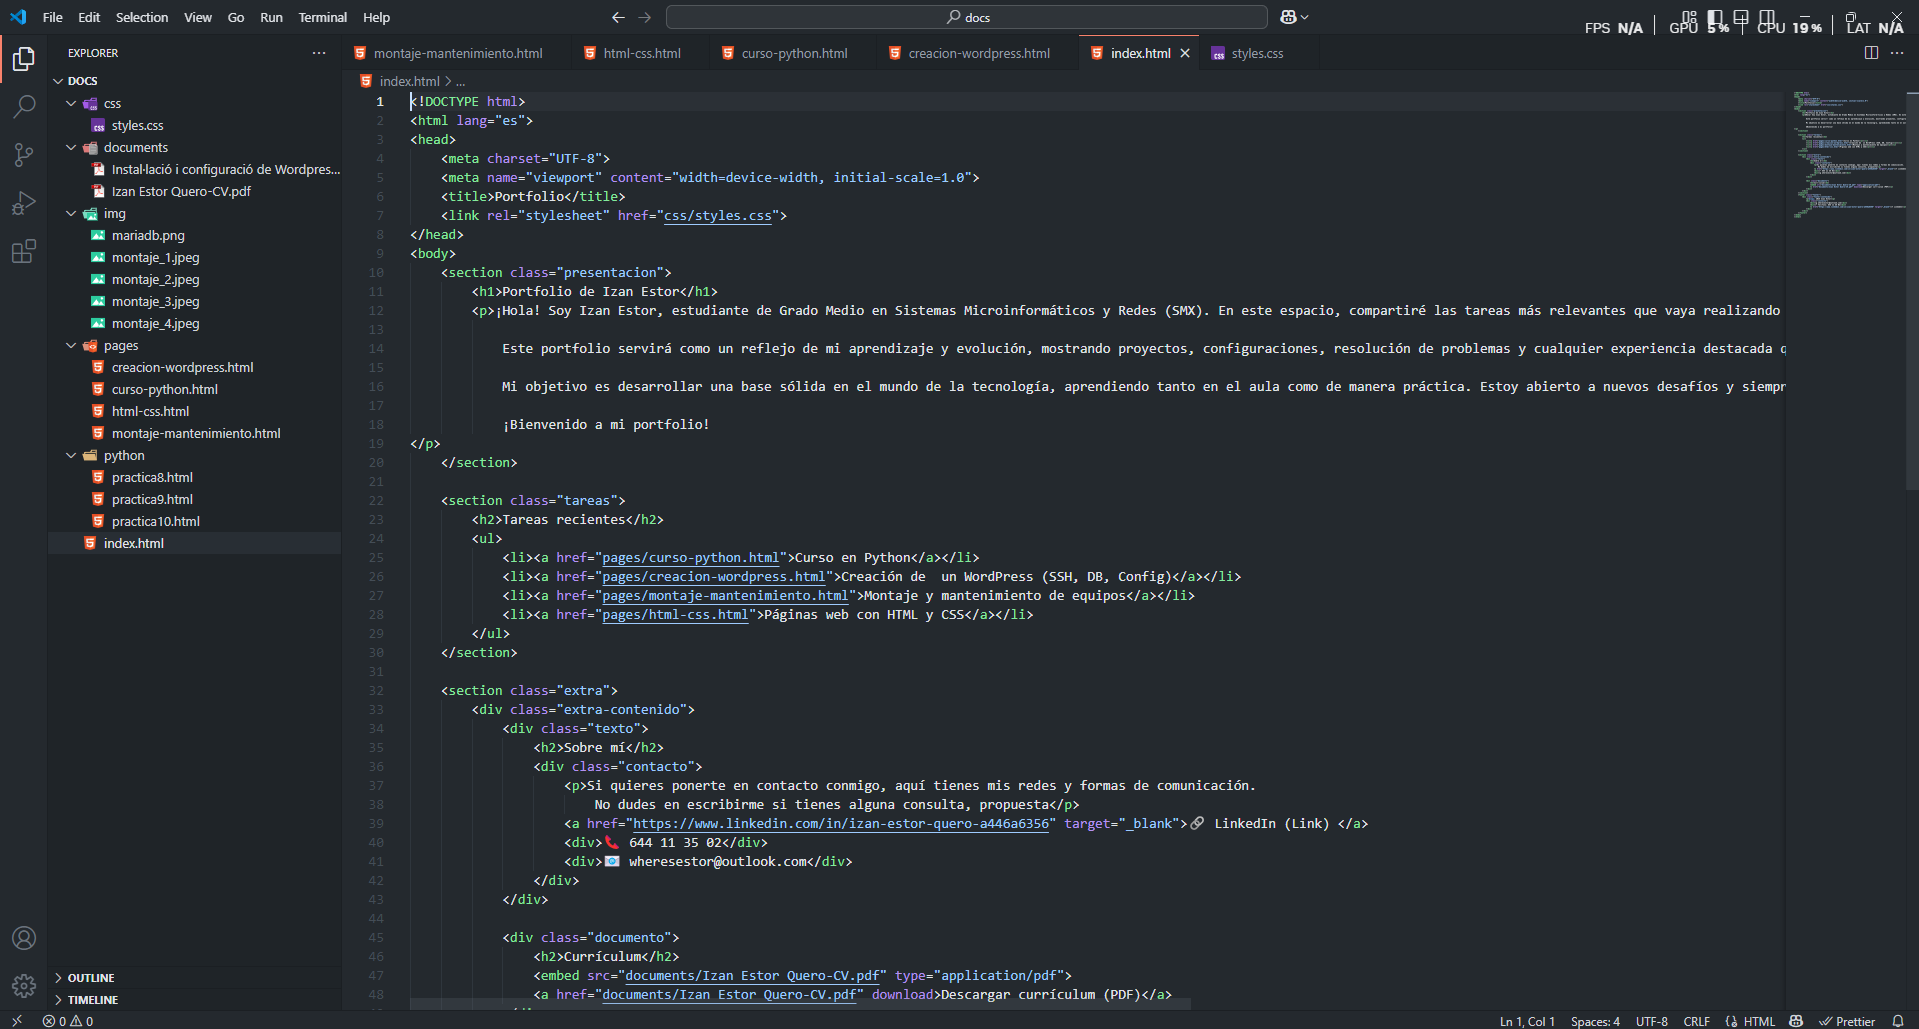 File Edit Selection View Go Run Terminal Help
docs
FPS N/A GPU 5% CPU 19% LAT N/A
EXPLORER
DOCS
css
styles.css
documents
Instal·lació i configuració de Wordpres...
Izan Estor Quero-CV.pdf
img
mariadb.png
montaje_1.jpeg
montaje_2.jpeg
montaje_3.jpeg
montaje_4.jpeg
pages
creacion-wordpress.html
curso-python.html
html-css.html
montaje-mantenimiento.html
python
practica8.html
practica9.html
practica10.html
index.html
OUTLINE
TIMELINE
montaje-mantenimiento.html html-css.html curso-python.html creacion-wordpress.html index.html styles.css
index.html > ...
1 <!DOCTYPE html>
2 <html lang="es">
3 <head>
4 <meta charset="UTF-8">
5 <meta name="viewport" content="width=device-width, initial-scale=1.0">
6 <title>Portfolio</title>
7 <link rel="stylesheet" href="css/styles.css">
8 </head>
9 <body>
10 <section class="presentacion">
11 <h1>Portfolio de Izan Estor</h1>
12 <p>¡Hola! Soy Izan Estor, estudiante de Grado Medio en Sistemas Microinformáticos y Redes (SMX). En este espacio, compartiré las tareas más relevantes que vaya realizando
13
14 Este portfolio servirá como un reflejo de mi aprendizaje y evolución, mostrando proyectos, configuraciones, resolución de problemas y cualquier experiencia destacada q
15
16 Mi objetivo es desarrollar una base sólida en el mundo de la tecnología, aprendiendo tanto en el aula como de manera práctica. Estoy abierto a nuevos desafíos y siempr
17
18 ¡Bienvenido a mi portfolio!
19 </p>
20 </section>
21
22 <section class="tareas">
23 <h2>Tareas recientes</h2>
24 <ul>
25 <li><a href="pages/curso-python.html">Curso en Python</a></li>
26 <li><a href="pages/creacion-wordpress.html">Creación de  un WordPress (SSH, DB, Config)</a></li>
27 <li><a href="pages/montaje-mantenimiento.html">Montaje y mantenimiento de equipos</a></li>
28 <li><a href="pages/html-css.html">Páginas web con HTML y CSS</a></li>
29 </ul>
30 </section>
31
32 <section class="extra">
33 <div class="extra-contenido">
34 <div class="texto">
35 <h2>Sobre mí</h2>
36 <div class="contacto">
37 <p>Si quieres ponerte en contacto conmigo, aquí tienes mis redes y formas de comunicación.
38 No dudes en escribirme si tienes alguna consulta, propuesta</p>
39 <a href="https://www.linkedin.com/in/izan-estor-quero-a446a6356" target="_blank">🔗 LinkedIn (Link) </a>
40 <div>📞 644 11 35 02</div>
41 <div>📧 wheresestor@outlook.com</div>
42 </div>
43 </div>
44
45 <div class="documento">
46 <h2>Currículum</h2>
47 <embed src="documents/Izan Estor Quero-CV.pdf" type="application/pdf">
48 <a href="documents/Izan Estor Quero-CV.pdf" download>Descargar currículum (PDF)</a>
0 0
Ln 1, Col 1 Spaces: 4 UTF-8 CRLF {} HTML Prettier